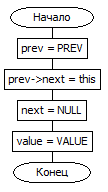 Начало
prev = PREV
prev->next = this
next = NULL
value = VALUE
Конец